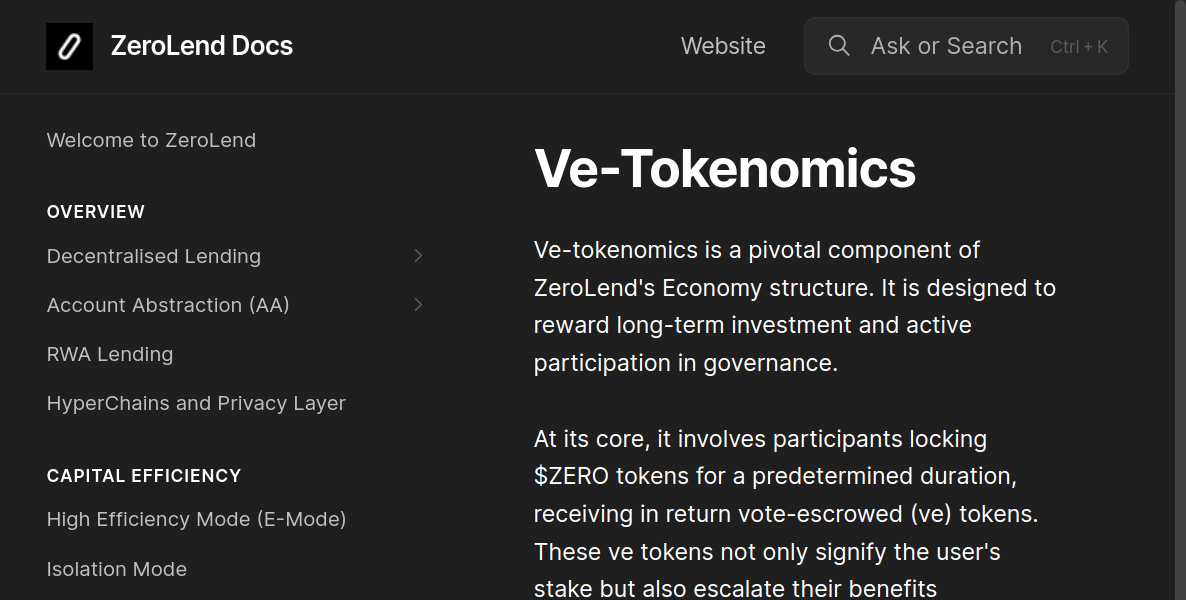 ZeroLend Docs
Website
Ask or Search
Ctrl + K
Welcome to ZeroLend
OVERVIEW
Decentralised Lending
Account Abstraction (AA)
RWA Lending
HyperChains and Privacy Layer
CAPITAL EFFICIENCY
High Efficiency Mode (E-Mode)
Isolation Mode
Ve-Tokenomics
Ve-tokenomics is a pivotal component of
ZeroLend's Economy structure. It is designed to
reward long-term investment and active
participation in governance.
At its core, it involves participants locking
$ZERO tokens for a predetermined duration,
receiving in return vote-escrowed (ve) tokens.
These ve tokens not only signify the user's
stake but also escalate their benefits